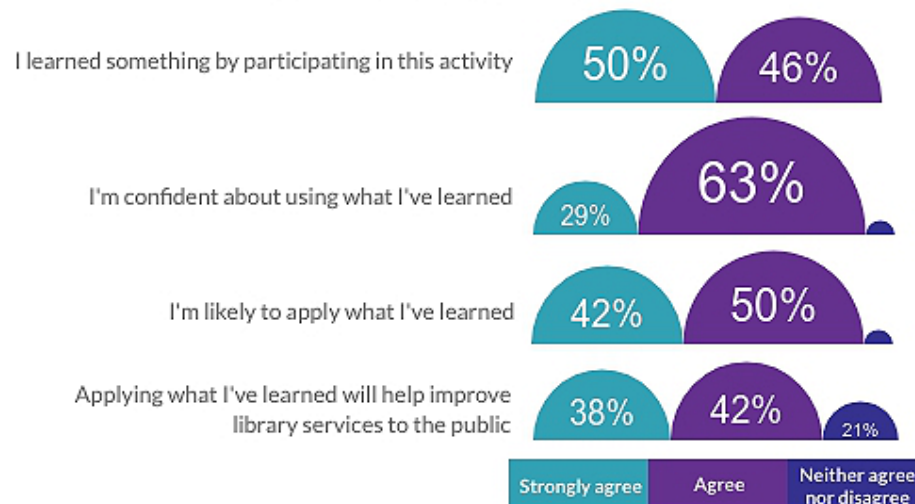 I learned something by participating in this activity
50%
46%
I'm confident about using what I've learned
29%
63%
I'm likely to apply what I've learned
42%
50%
Applying what I've learned will help improve
library services to the public
38%
42%
21%
Strongly agree
Agree
Neither agree
nor disagree